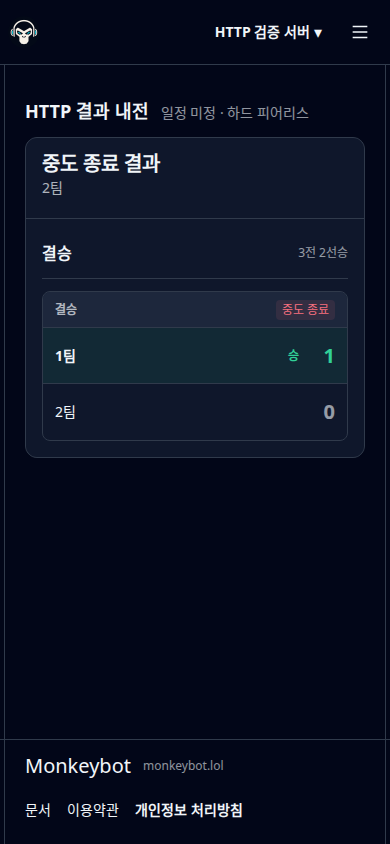 HTTP 검증 서버 ▾
HTTP 결과 내전 일정 미정 · 하드 피어리스
중도 종료 결과
2팀
결승 3전 2선승
결승 중도 종료
1팀 승 1
2팀 0
Monkeybot monkeybot.lol
문서 이용약관 개인정보 처리방침